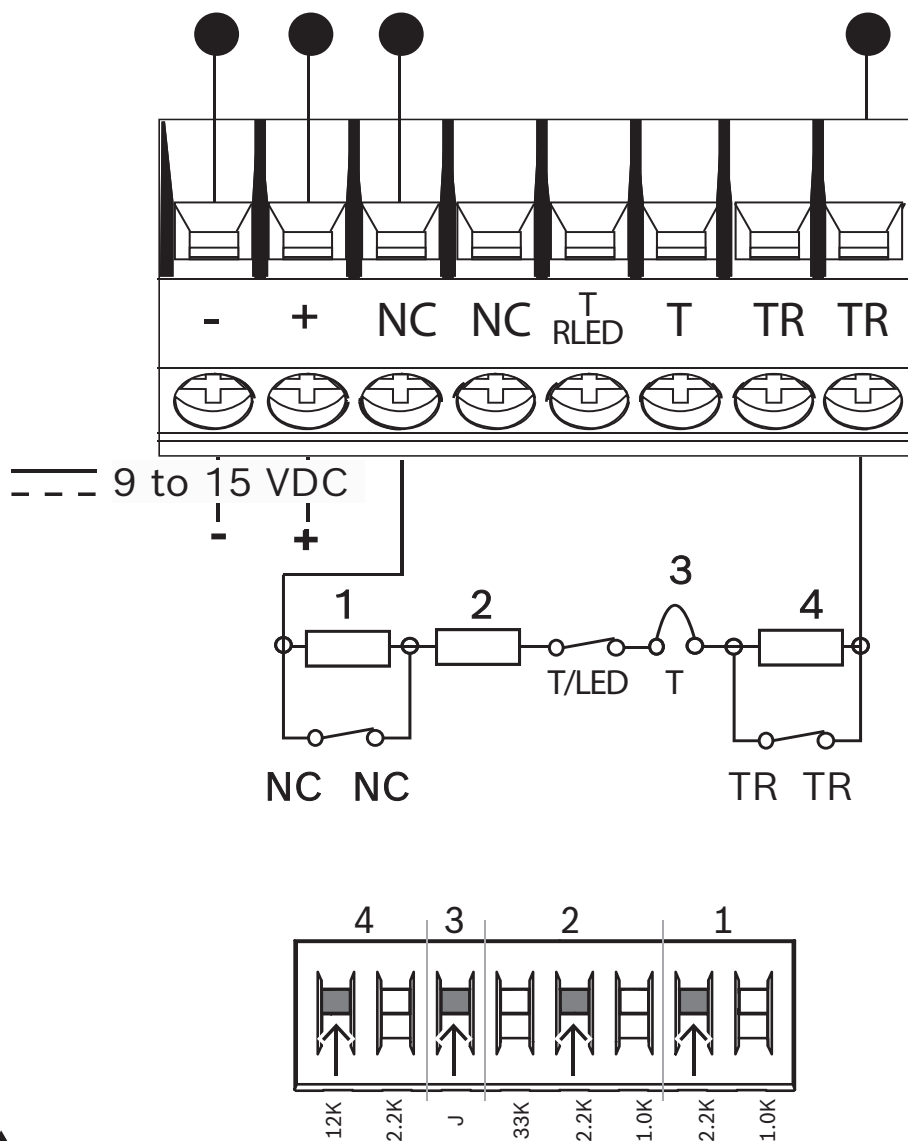 - + NC NC T RLED T TR TR
9 to 15 VDC
- +
1 2 3 4
T/LED T
NC NC TR TR
4 3 2 1
12K 2.2K J 33K 2.2K 1.0K 2.2K 1.0K